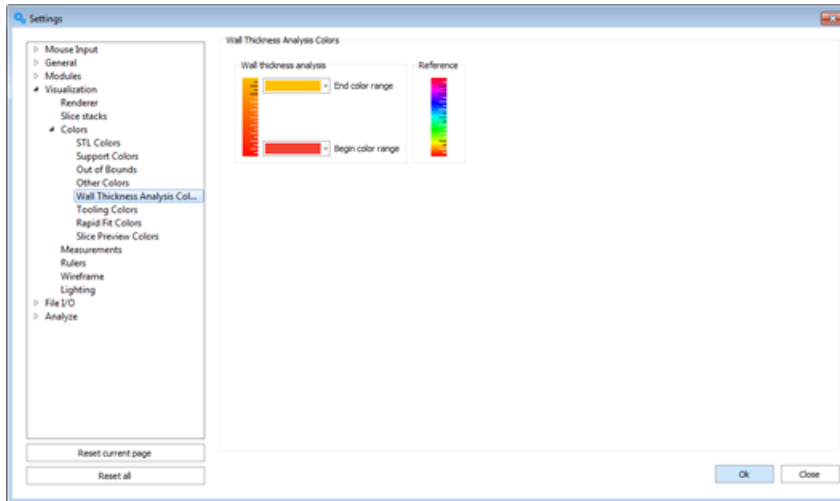 Settings
Mouse Input
General
Modules
Visualization
Renderer
Slice stacks
Colors
STL Colors
Support Colors
Out of Bounds
Other Colors
Wall Thickness Analysis Col...
Tooling Colors
Rapid Fit Colors
Slice Preview Colors
Measurements
Rulers
Wireframe
Lighting
File I/O
Analyze
Reset current page
Reset all
Wall Thickness Analysis Colors
Wall thickness analysis
End color range
Begin color range
Reference
Ok
Close